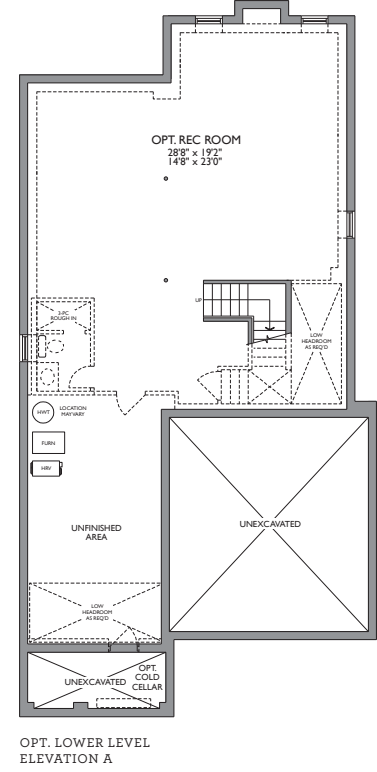 OPT. REC ROOM
28'8" x 19'2"
14'8" x 23'0"
UP
3-PC
ROUGH IN
LOW
HEADROOM
AS REQ'D
HWT
LOCATION
MAY VARY
FURN
HRV
UNFINISHED
AREA
UNEXCAVATED
LOW
HEADROOM
AS REQ'D
UNEXCAVATED
OPT.
COLD
CELLAR
OPT. LOWER LEVEL
ELEVATION A